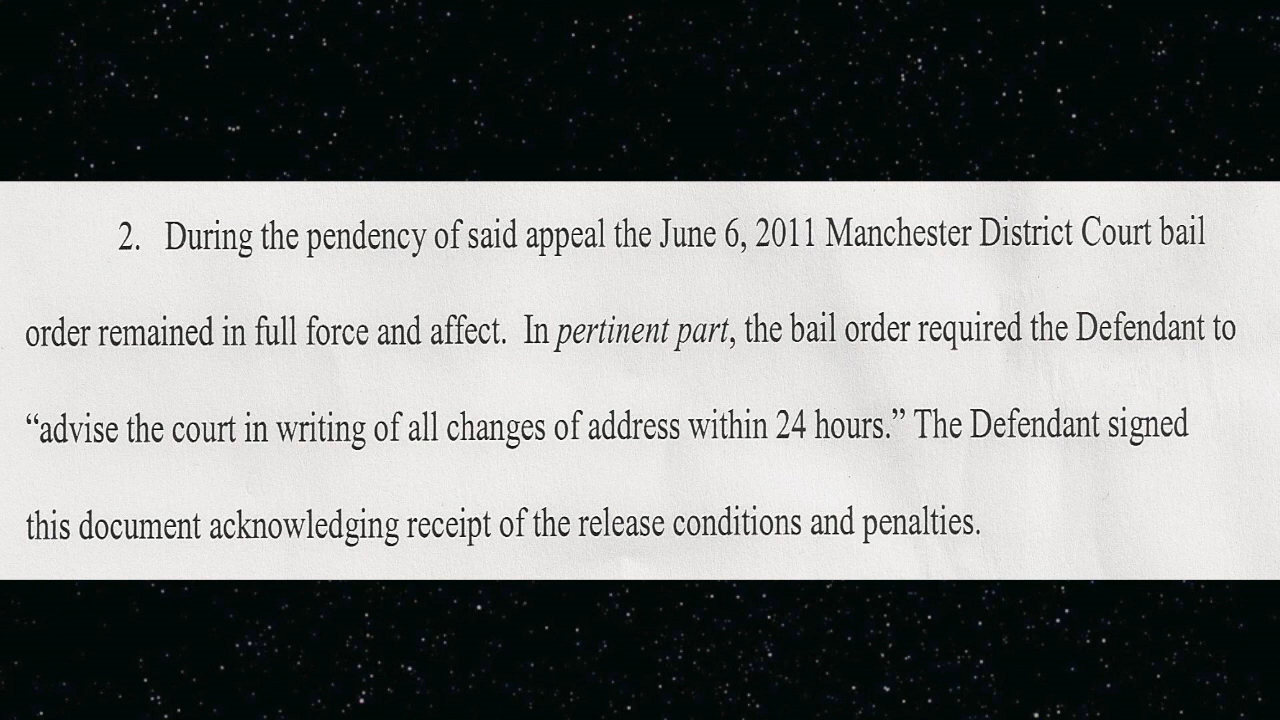 2. During the pendency of said appeal the June 6, 2011 Manchester District Court bail
order remained in full force and affect. In pertinent part, the bail order required the Defendant to
“advise the court in writing of all changes of address within 24 hours.” The Defendant signed
this document acknowledging receipt of the release conditions and penalties.